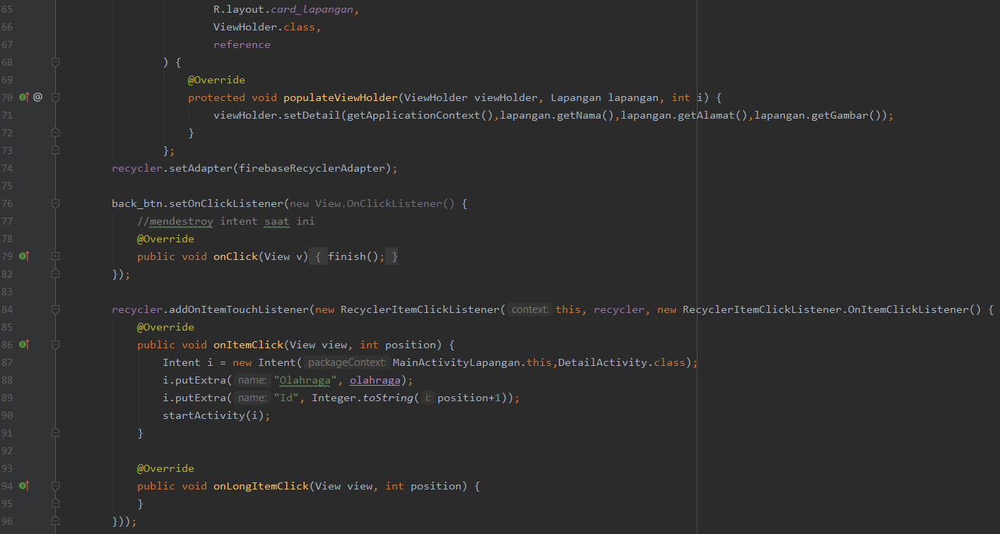 65 R.layout.card_lapangan,
66 ViewHolder.class,
67 reference
68 ) {
69 @Override
70 @ protected void populateViewHolder(ViewHolder viewHolder, Lapangan lapangan, int i) {
71 viewHolder.setDetail(getApplicationContext(),lapangan.getNama(),lapangan.getAlamat(),lapangan.getGambar());
72 }
73 };
74 recycler.setAdapter(firebaseRecyclerAdapter);
75
76 back_btn.setOnClickListener(new View.OnClickListener() {
77 //mendestroy intent saat ini
78 @Override
79 public void onClick(View v) { finish(); }
82 });
83
84 recycler.addOnItemTouchListener(new RecyclerItemClickListener( context: this, recycler, new RecyclerItemClickListener.OnItemClickListener() {
85 @Override
86 public void onItemClick(View view, int position) {
87 Intent i = new Intent( packageContext: MainActivityLapangan.this,DetailActivity.class);
88 i.putExtra( name: "Olahraga", olahraga);
89 i.putExtra( name: "Id", Integer.toString( i: position+1));
90 startActivity(i);
91 }
92
93 @Override
94 public void onLongItemClick(View view, int position) {
95 }
96 }));